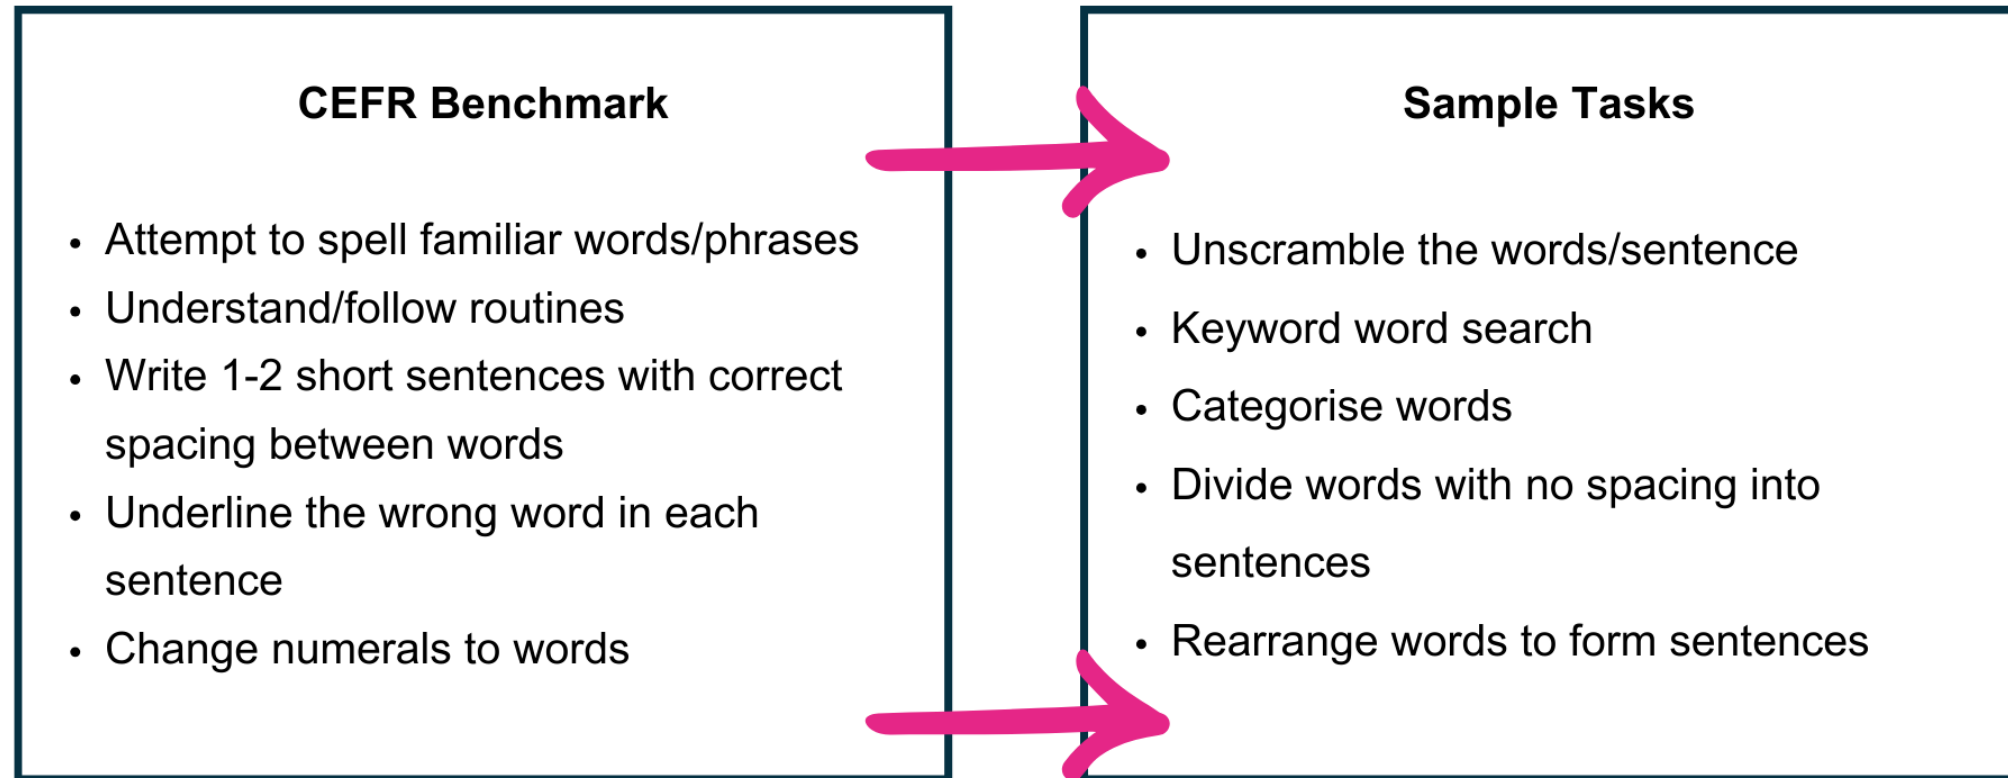 CEFR Benchmark
• Attempt to spell familiar words/phrases
• Understand/follow routines
• Write 1-2 short sentences with correct
spacing between words
• Underline the wrong word in each
sentence
• Change numerals to words
Sample Tasks
• Unscramble the words/sentence
• Keyword word search
• Categorise words
• Divide words with no spacing into
sentences
• Rearrange words to form sentences